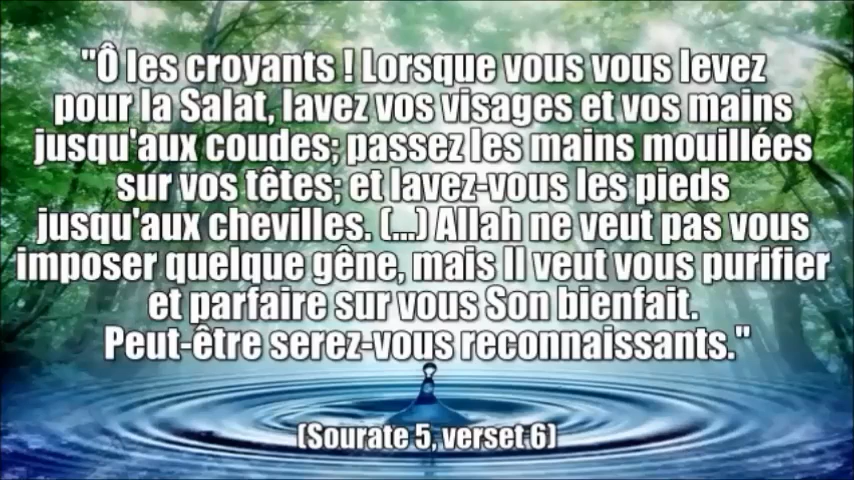 "Ô les croyants ! Lorsque vous vous levez
pour la Salat, lavez vos visages et vos mains
jusqu'aux coudes; passez les mains mouillées
sur vos têtes; et lavez-vous les pieds
jusqu'aux chevilles. (...) Allah ne veut pas vous
imposer quelque gêne, mais Il veut vous purifier
et parfaire sur vous Son bienfait.
Peut-être serez-vous reconnaissants."
(Sourate 5, verset 6)